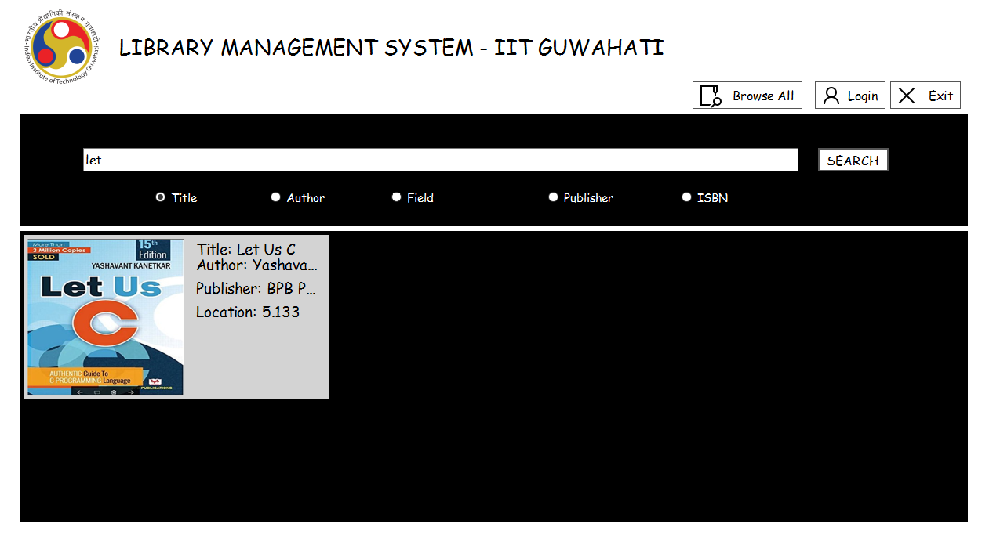 भारतीय प्रौद्योगिकी संस्थान गुवाहाटी
Indian Institute of Technology Guwahati
LIBRARY MANAGEMENT SYSTEM - IIT GUWAHATI
Browse All
Login
Exit
let
SEARCH
Title
Author
Field
Publisher
ISBN
More Than
3 Million Copies
SOLD
15th
Edition
YASHAVANT KANETKAR
Let Us
C
AUTHENTIC Guide To
C PROGRAMMING Language
bpb
PUBLICATIONS
Title: Let Us C
Author: Yashava...
Publisher: BPB P...
Location: 5.133